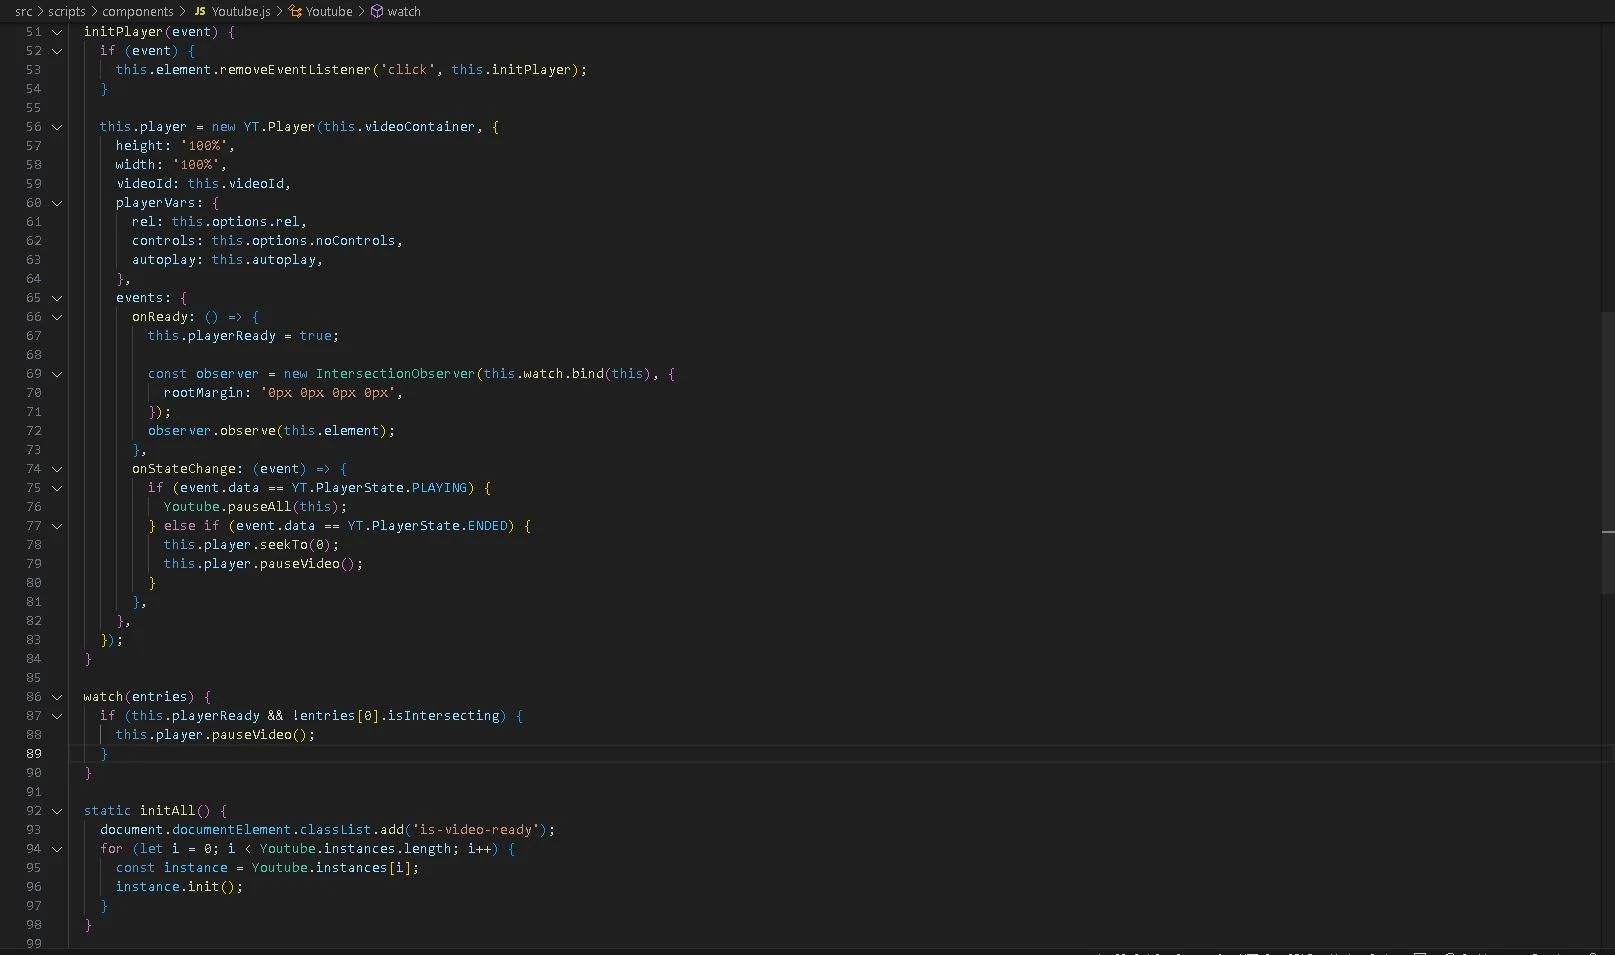 src > scripts > components > JS Youtube.js > Youtube > watch
51 initPlayer(event) {
52 if (event) {
53 this.element.removeEventListener('click', this.initPlayer);
54 }
55
56 this.player = new YT.Player(this.videoContainer, {
57 height: '100%',
58 width: '100%',
59 videoId: this.videoId,
60 playerVars: {
61 rel: this.options.rel,
62 controls: this.options.noControls,
63 autoplay: this.autoplay,
64 },
65 events: {
66 onReady: () => {
67 this.playerReady = true;
68
69 const observer = new IntersectionObserver(this.watch.bind(this), {
70 rootMargin: '0px 0px 0px 0px',
71 });
72 observer.observe(this.element);
73 },
74 onStateChange: (event) => {
75 if (event.data == YT.PlayerState.PLAYING) {
76 Youtube.pauseAll(this);
77 } else if (event.data == YT.PlayerState.ENDED) {
78 this.player.seekTo(0);
79 this.player.pauseVideo();
80 }
81 },
82 },
83 });
84 }
85
86 watch(entries) {
87 if (this.playerReady && !entries[0].isIntersecting) {
88 this.player.pauseVideo();
89 }
90 }
91
92 static initAll() {
93 document.documentElement.classList.add('is-video-ready');
94 for (let i = 0; i < Youtube.instances.length; i++) {
95 const instance = Youtube.instances[i];
96 instance.init();
97 }
98 }
99